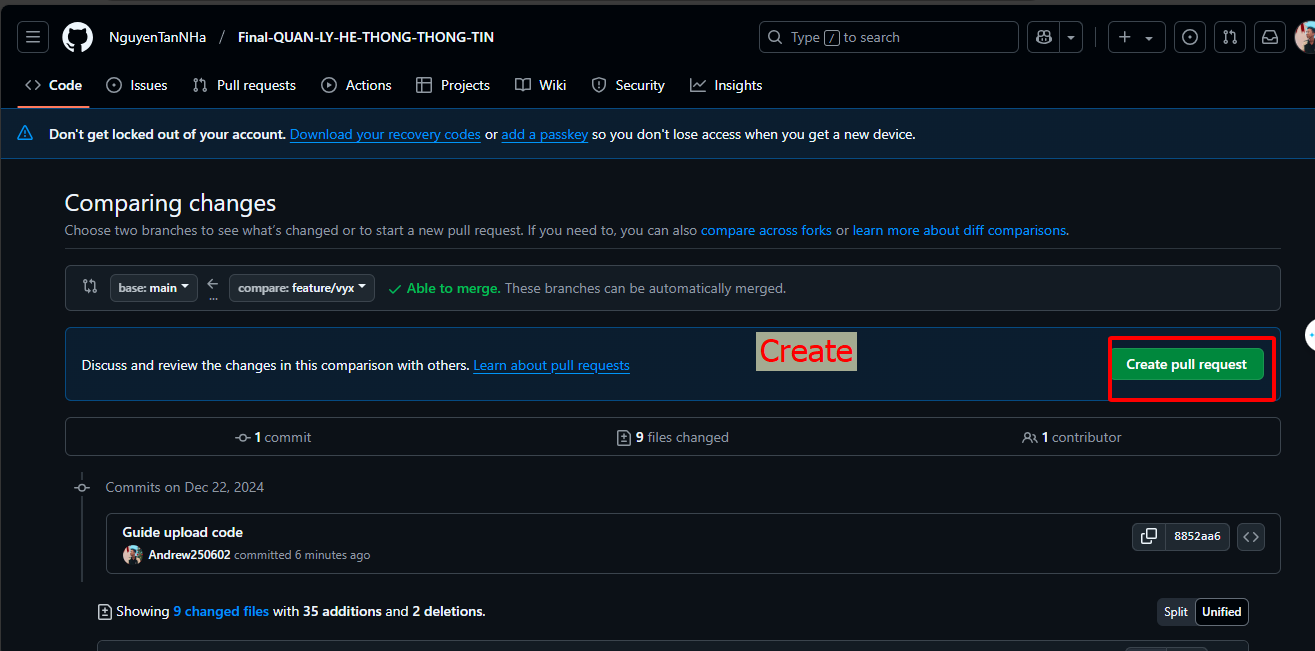 NguyenTanNHa / Final-QUAN-LY-HE-THONG-THONG-TIN
Type / to search
Code Issues Pull requests Actions Projects Wiki Security Insights
Don't get locked out of your account. Download your recovery codes or add a passkey so you don't lose access when you get a new device.
Comparing changes
Choose two branches to see what's changed or to start a new pull request. If you need to, you can also compare across forks or learn more about diff comparisons.
base: main ... compare: feature/vyx Able to merge. These branches can be automatically merged.
Create
Discuss and review the changes in this comparison with others. Learn about pull requests
Create pull request
1 commit 9 files changed 1 contributor
Commits on Dec 22, 2024
Guide upload code
Andrew250602 committed 6 minutes ago
8852aa6
Showing 9 changed files with 35 additions and 2 deletions.
Split Unified